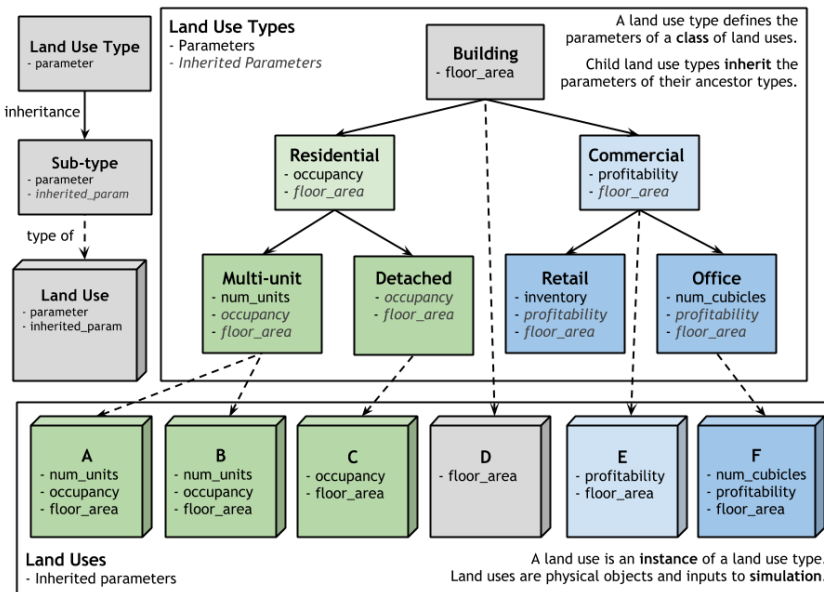 Land Use Type
- parameter
inheritance
Sub-type
- parameter
- inherited_param
type of
Land Use
- parameter
- inherited_param
Land Use Types
- Parameters
- Inherited Parameters
A land use type defines the
parameters of a class of land uses.
Child land use types inherit the
parameters of their ancestor types.
Building
- floor_area
Residential
- occupancy
- floor_area
Commercial
- profitability
- floor_area
Multi-unit
- num_units
- occupancy
- floor_area
Detached
- occupancy
- floor_area
Retail
- inventory
- profitability
- floor_area
Office
- num_cubicles
- profitability
- floor_area
A
- num_units
- occupancy
- floor_area
B
- num_units
- occupancy
- floor_area
C
- occupancy
- floor_area
D
- floor_area
E
- profitability
- floor_area
F
- num_cubicles
- profitability
- floor_area
Land Uses
- Inherited parameters
A land use is an instance of a land use type.
Land uses are physical objects and inputs to simulation.